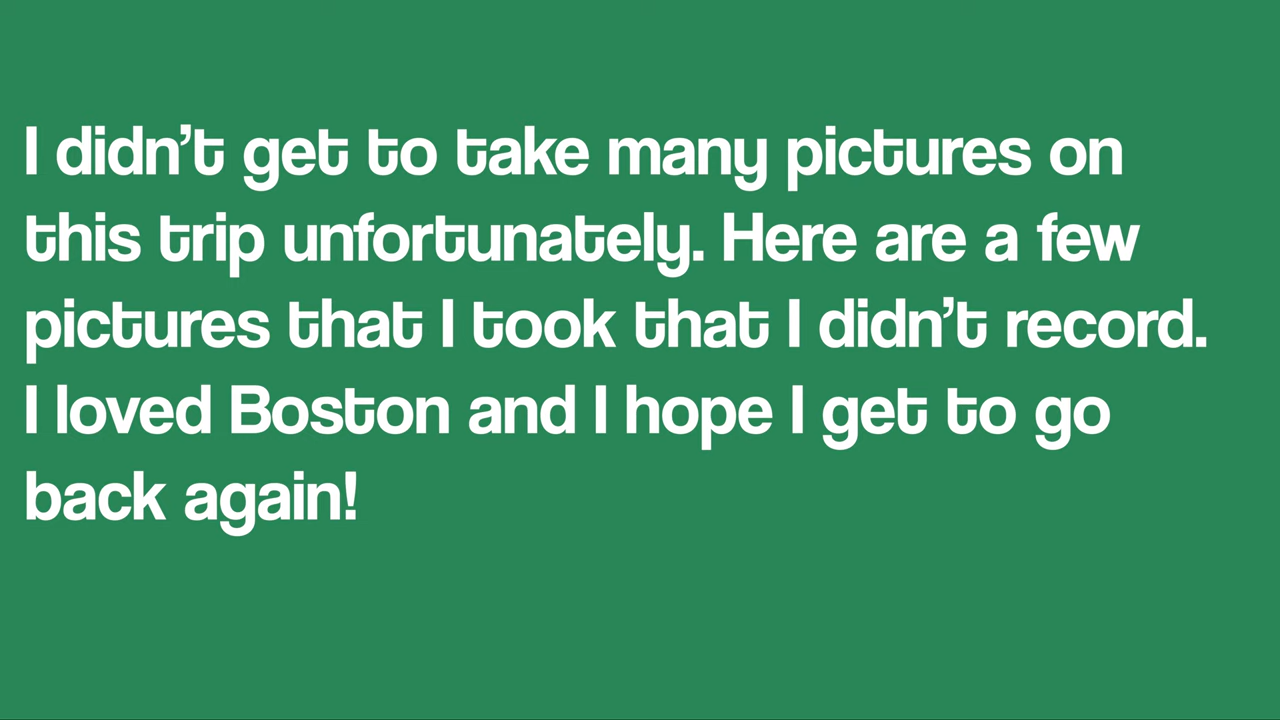 I didn’t get to take many pictures on
this trip unfortunately. Here are a few
pictures that I took that I didn’t record.
I loved Boston and I hope I get to go
back again!